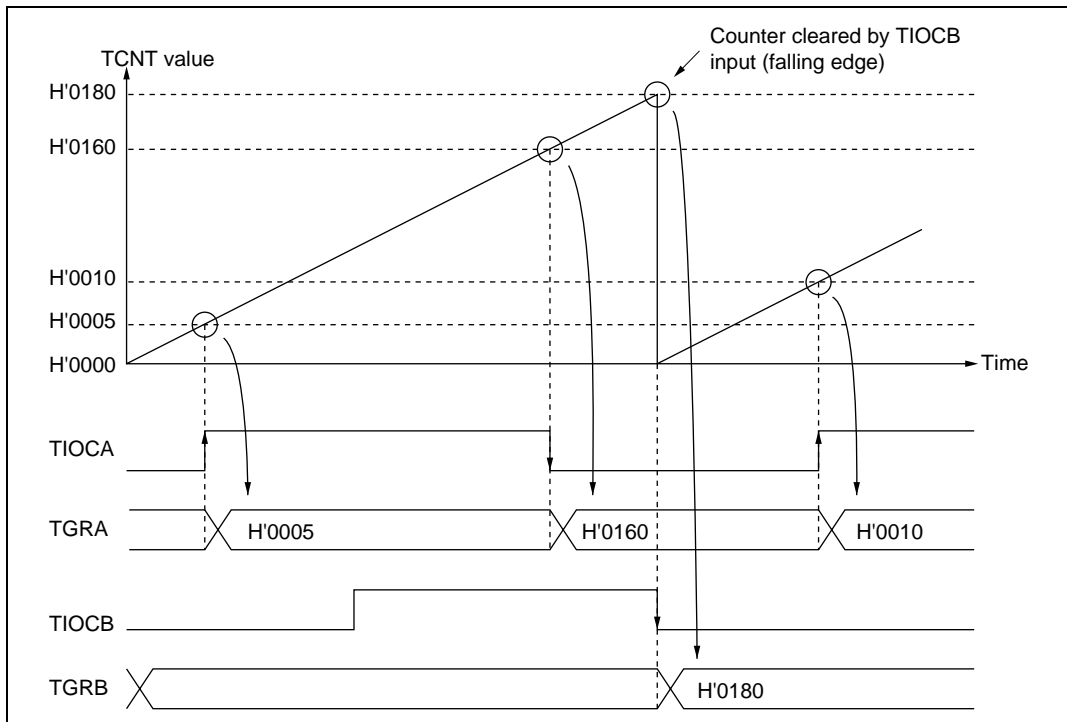 Counter cleared by TIOCB
input (falling edge)
TCNT value
H'0180
H'0160
H'0010
H'0005
H'0000
Time
TIOCA
TGRA
H'0005
H'0160
H'0010
TIOCB
TGRB
H'0180